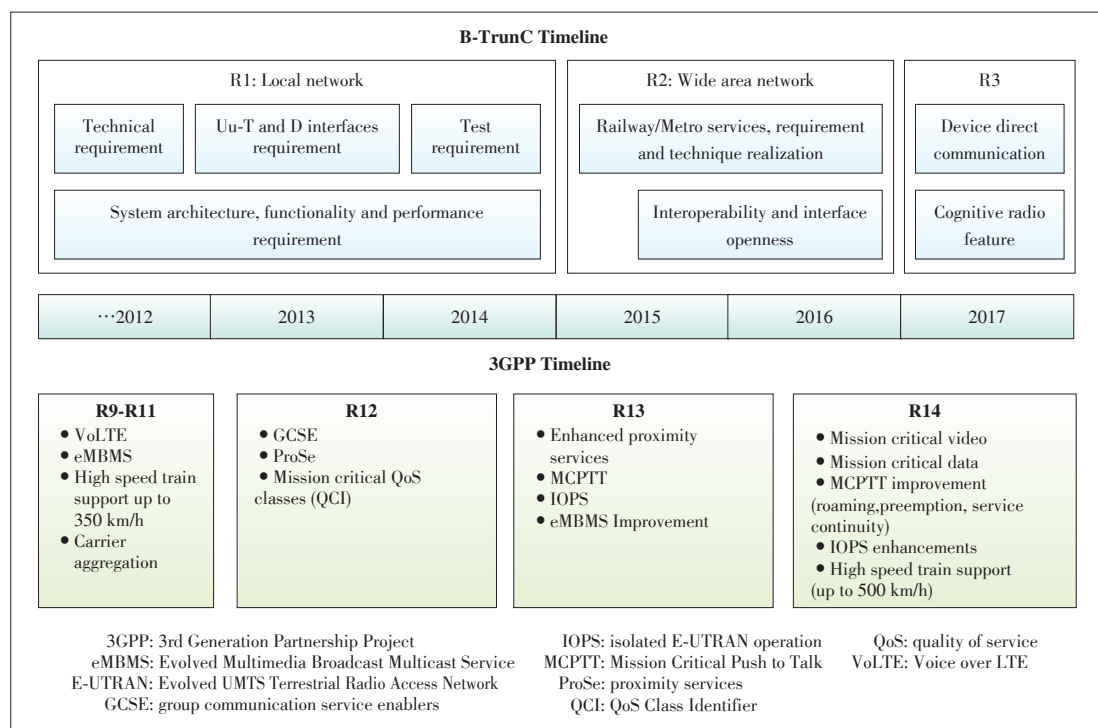 B-TrunC Timeline
R1: Local network
Technical
requirement
Uu-T and D interfaces
requirement
Test
requirement
System architecture, functionality and performance
requirement
R2: Wide area network
Railway/Metro services, requirement
and technique realization
Interoperability and interface
openness
R3
Device direct
communication
Cognitive radio
feature
…2012
2013
2014
2015
2016
2017
3GPP Timeline
R9-R11
● VoLTE
● eMBMS
● High speed train
support up to
350 km/h
● Carrier
aggregation
R12
● GCSE
● ProSe
● Mission critical QoS
classes (QCI)
R13
● Enhanced proximity
services
● MCPTT
● IOPS
● eMBMS Improvement
R14
● Mission critical video
● Mission critical data
● MCPTT improvement
(roaming,preemption, service
continuity)
● IOPS enhancements
● High speed train support
(up to 500 km/h)
3GPP: 3rd Generation Partnership Project
eMBMS: Evolved Multimedia Broadcast Multicast Service
E-UTRAN: Evolved UMTS Terrestrial Radio Access Network
GCSE: group communication service enablers
IOPS: isolated E-UTRAN operation
MCPTT: Mission Critical Push to Talk
ProSe: proximity services
QCI: QoS Class Identifier
QoS: quality of service
VoLTE: Voice over LTE